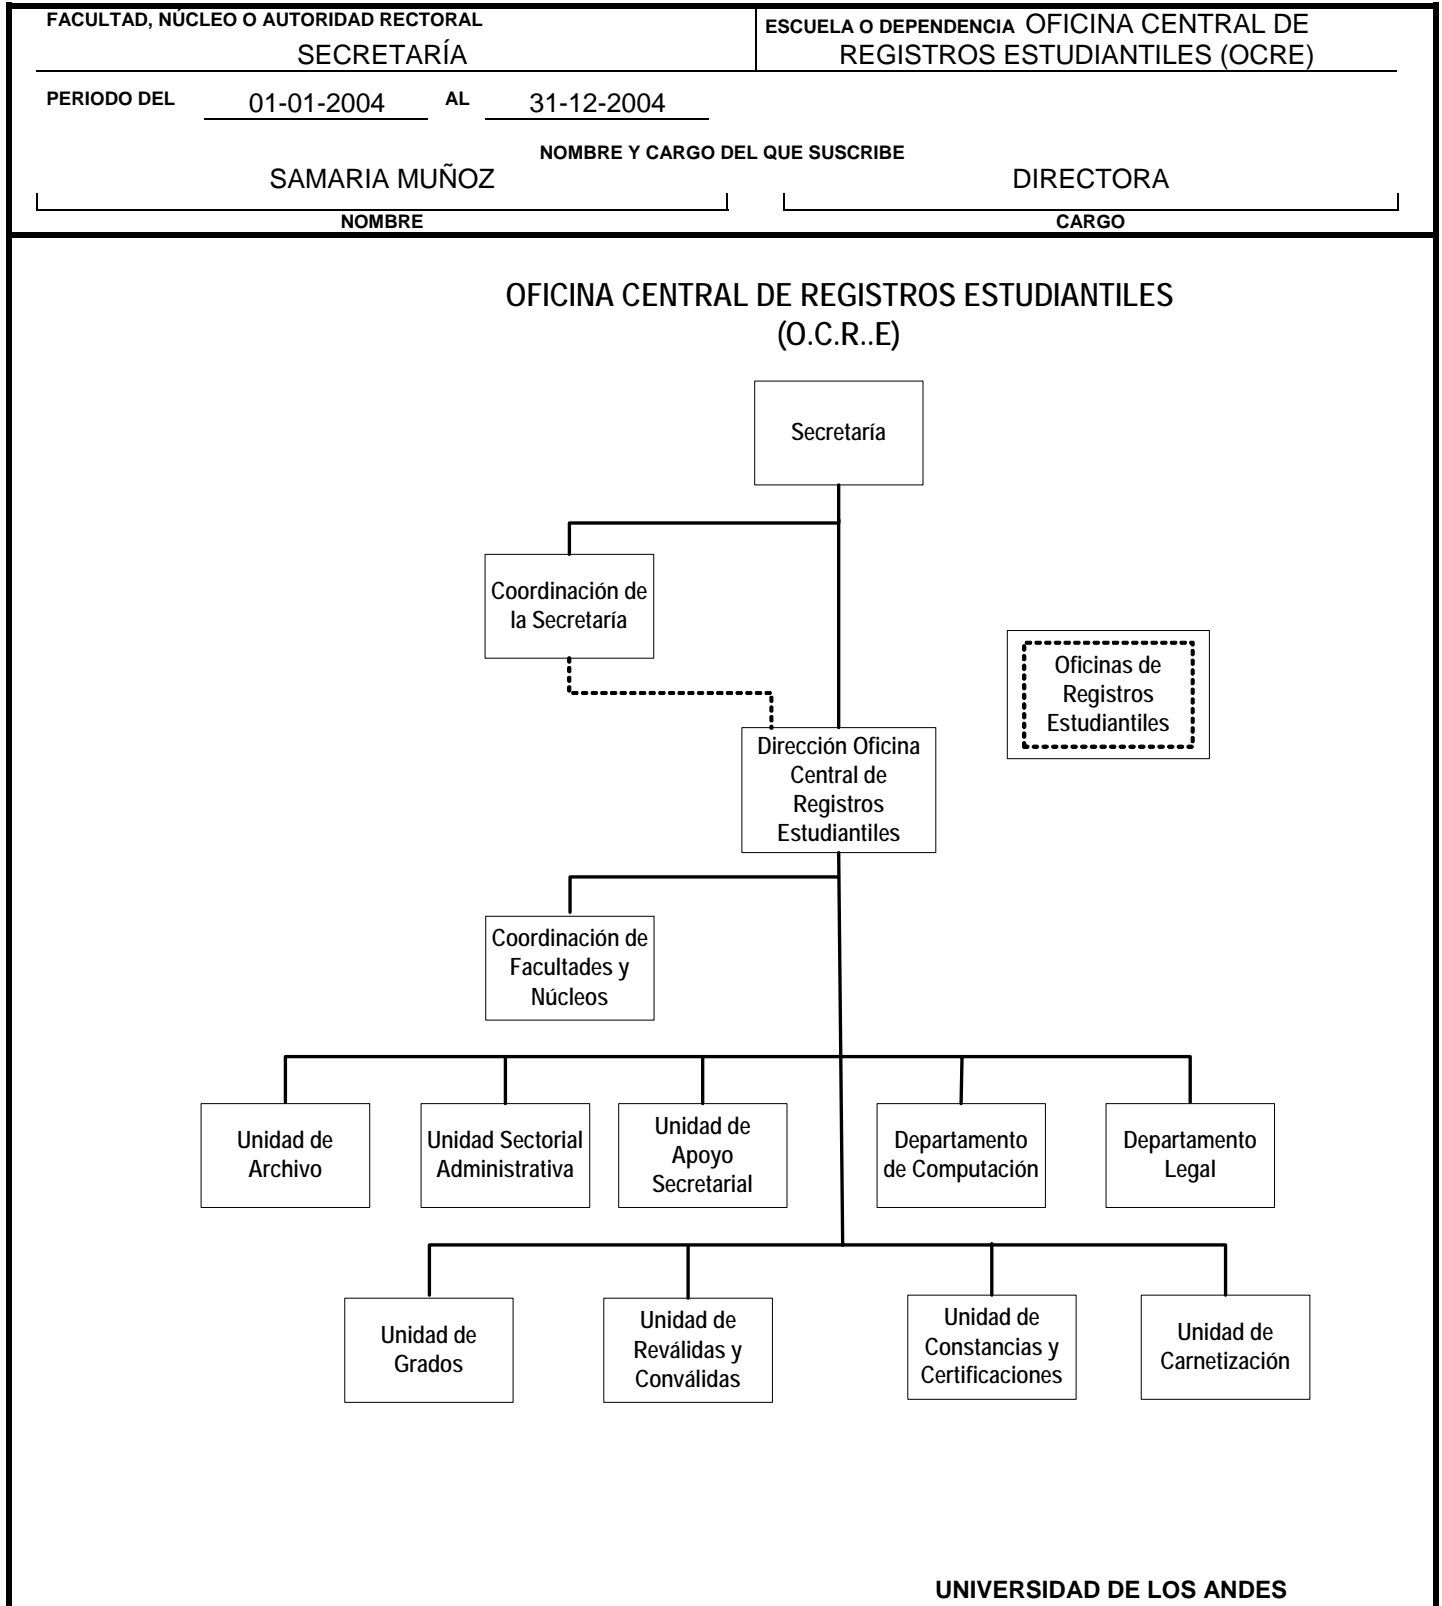 FACULTAD, NÚCLEO O AUTORIDAD RECTORAL
SECRETARÍA
ESCUELA O DEPENDENCIA OFICINA CENTRAL DE
REGISTROS ESTUDIANTILES (OCRE)
PERIODO DEL 01-01-2004 AL 31-12-2004
NOMBRE Y CARGO DEL QUE SUSCRIBE
SAMARIA MUÑOZ
DIRECTORA
NOMBRE
CARGO
OFICINA CENTRAL DE REGISTROS ESTUDIANTILES
(O.C.R..E)
Secretaría
Coordinación de
la Secretaría
Oficinas de
Registros
Estudiantiles
Dirección Oficina
Central de
Registros
Estudiantiles
Coordinación de
Facultades y
Núcleos
Unidad de
Archivo
Unidad Sectorial
Administrativa
Unidad de
Apoyo
Secretarial
Departamento
de Computación
Departamento
Legal
Unidad de
Grados
Unidad de
Reválidas y
Conválidas
Unidad de
Constancias y
Certificaciones
Unidad de
Carnetización
UNIVERSIDAD DE LOS ANDES